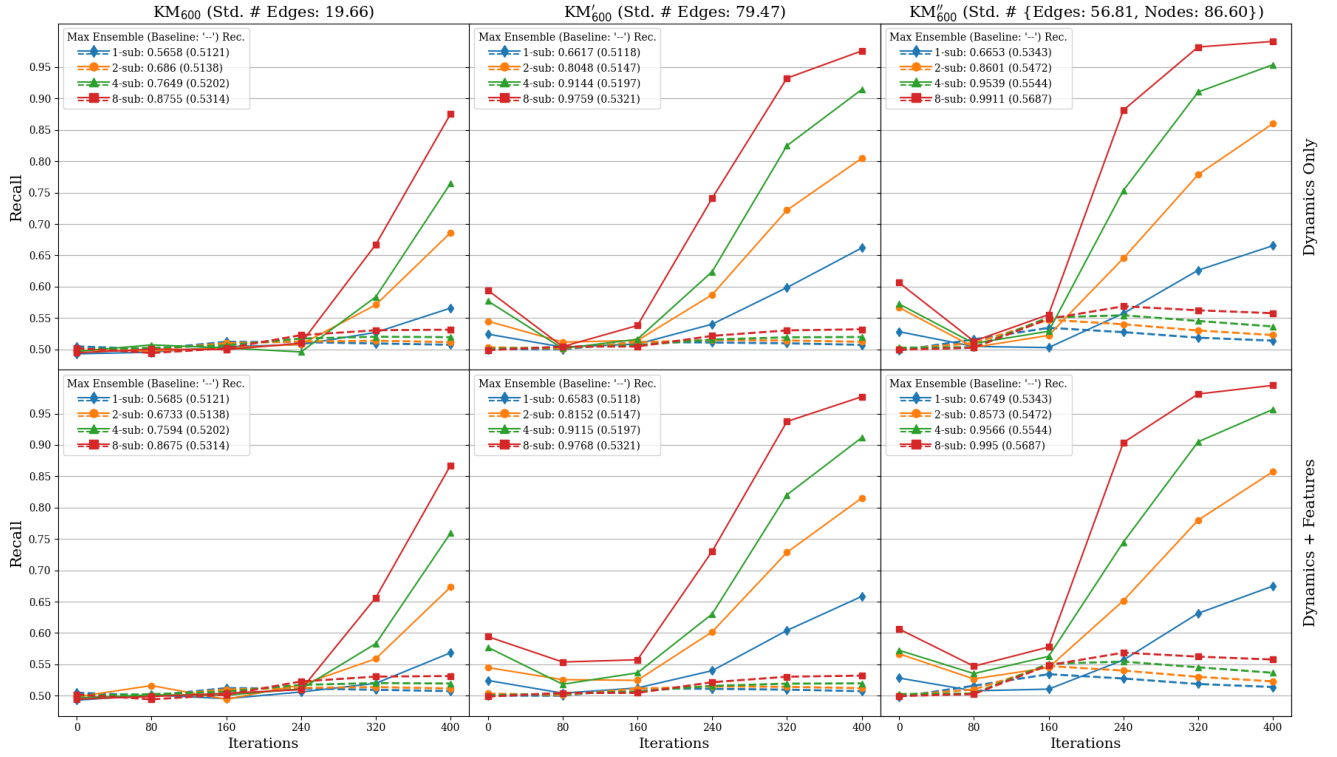 KM₆₀₀ (Std. # Edges: 19.66)
KM′₆₀₀ (Std. # Edges: 79.47)
KM″₆₀₀ (Std. # {Edges: 56.81, Nodes: 86.60})
Recall
0.95
0.90
0.85
0.80
0.75
0.70
0.65
0.60
0.55
0.50
Max Ensemble (Baseline: '--') Rec.
1-sub: 0.5658 (0.5121)
2-sub: 0.686 (0.5138)
4-sub: 0.7649 (0.5202)
8-sub: 0.8755 (0.5314)
Max Ensemble (Baseline: '--') Rec.
1-sub: 0.6617 (0.5118)
2-sub: 0.8048 (0.5147)
4-sub: 0.9144 (0.5197)
8-sub: 0.9759 (0.5321)
Max Ensemble (Baseline: '--') Rec.
1-sub: 0.6653 (0.5343)
2-sub: 0.8601 (0.5472)
4-sub: 0.9539 (0.5544)
8-sub: 0.9911 (0.5687)
Dynamics Only
Recall
0.95
0.90
0.85
0.80
0.75
0.70
0.65
0.60
0.55
0.50
Max Ensemble (Baseline: '--') Rec.
1-sub: 0.5685 (0.5121)
2-sub: 0.6733 (0.5138)
4-sub: 0.7594 (0.5202)
8-sub: 0.8675 (0.5314)
Max Ensemble (Baseline: '--') Rec.
1-sub: 0.6583 (0.5118)
2-sub: 0.8152 (0.5147)
4-sub: 0.9115 (0.5197)
8-sub: 0.9768 (0.5321)
Max Ensemble (Baseline: '--') Rec.
1-sub: 0.6749 (0.5343)
2-sub: 0.8573 (0.5472)
4-sub: 0.9566 (0.5544)
8-sub: 0.995 (0.5687)
Dynamics + Features
0 80 160 240 320 400
0 80 160 240 320 400
0 80 160 240 320 400
Iterations
Iterations
Iterations